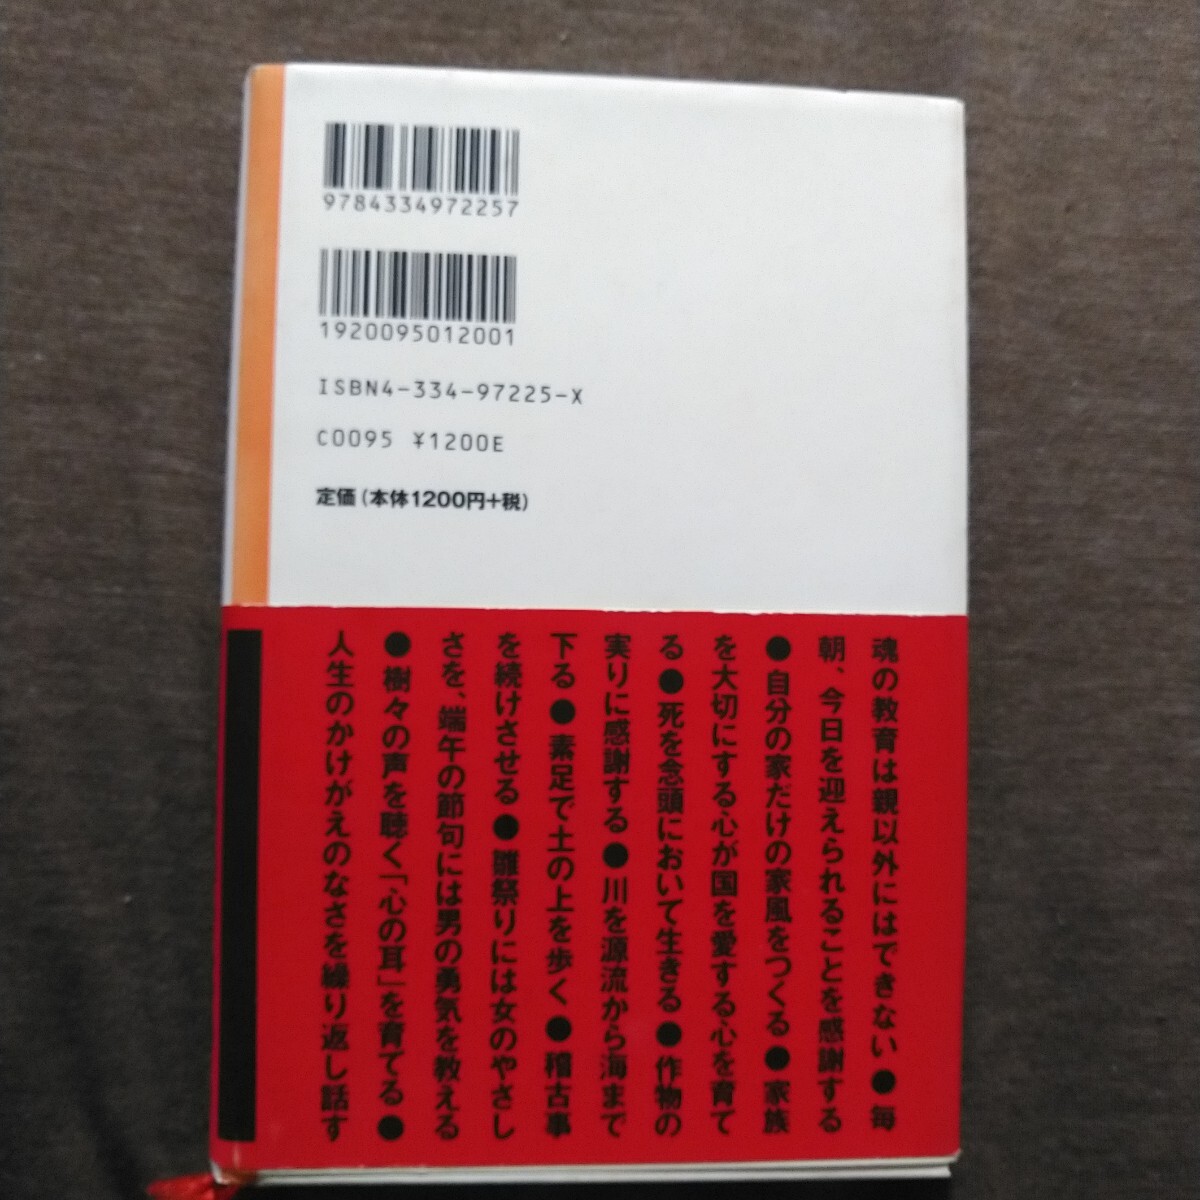 9784334972257
1920095012001
ISBN4-334-97225-X
C0095 ¥1200E
定価(本体1200円+税)
魂の教育は親以外にはできない●毎
朝、今日を迎えられることを感謝する
●自分の家だけの家風をつくる●家族
を大切にする心が国を愛する心を育て
る●死を念頭において生きる●作物の
実りに感謝する●川を源流から海まで
下る●素足で土の上を歩く●稽古事
を続けさせる●雛祭りには女のやさし
さを、端午の節句には男の勇気を教える
●樹々の声を聴く「心の耳」を育てる●
人生のかけがえのなさを繰り返し話す